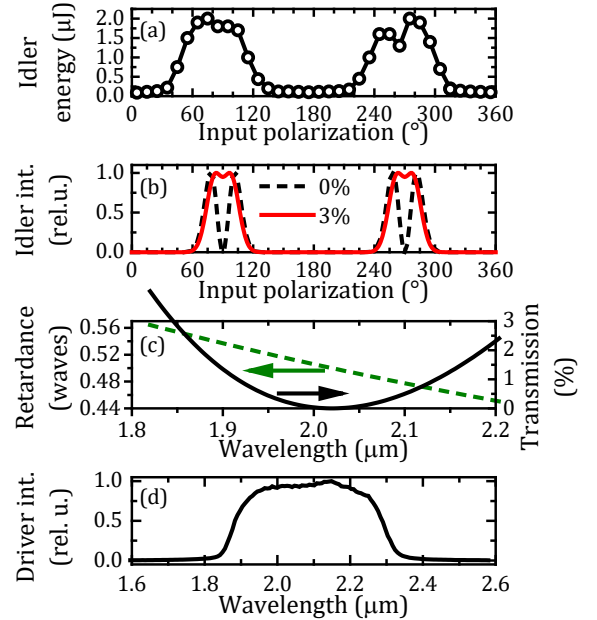 (a)
Idler
energy (μJ)
2.0
1.5
1.0
0.5
0.0
0 60 120 180 240 300 360
Input polarization (°)
(b)
0%
3%
Idler int.
(rel.u.)
1.0
0.5
0.0
0 60 120 180 240 300 360
Input polarization (°)
(c)
Retardance
(waves)
0.56
0.52
0.48
0.44
3
2
1
0
Transmission
(%)
1.8 1.9 2.0 2.1 2.2
Wavelength (μm)
(d)
Driver int.
(rel. u.)
1.0
0.5
0.0
1.6 1.8 2.0 2.2 2.4 2.6
Wavelength (μm)